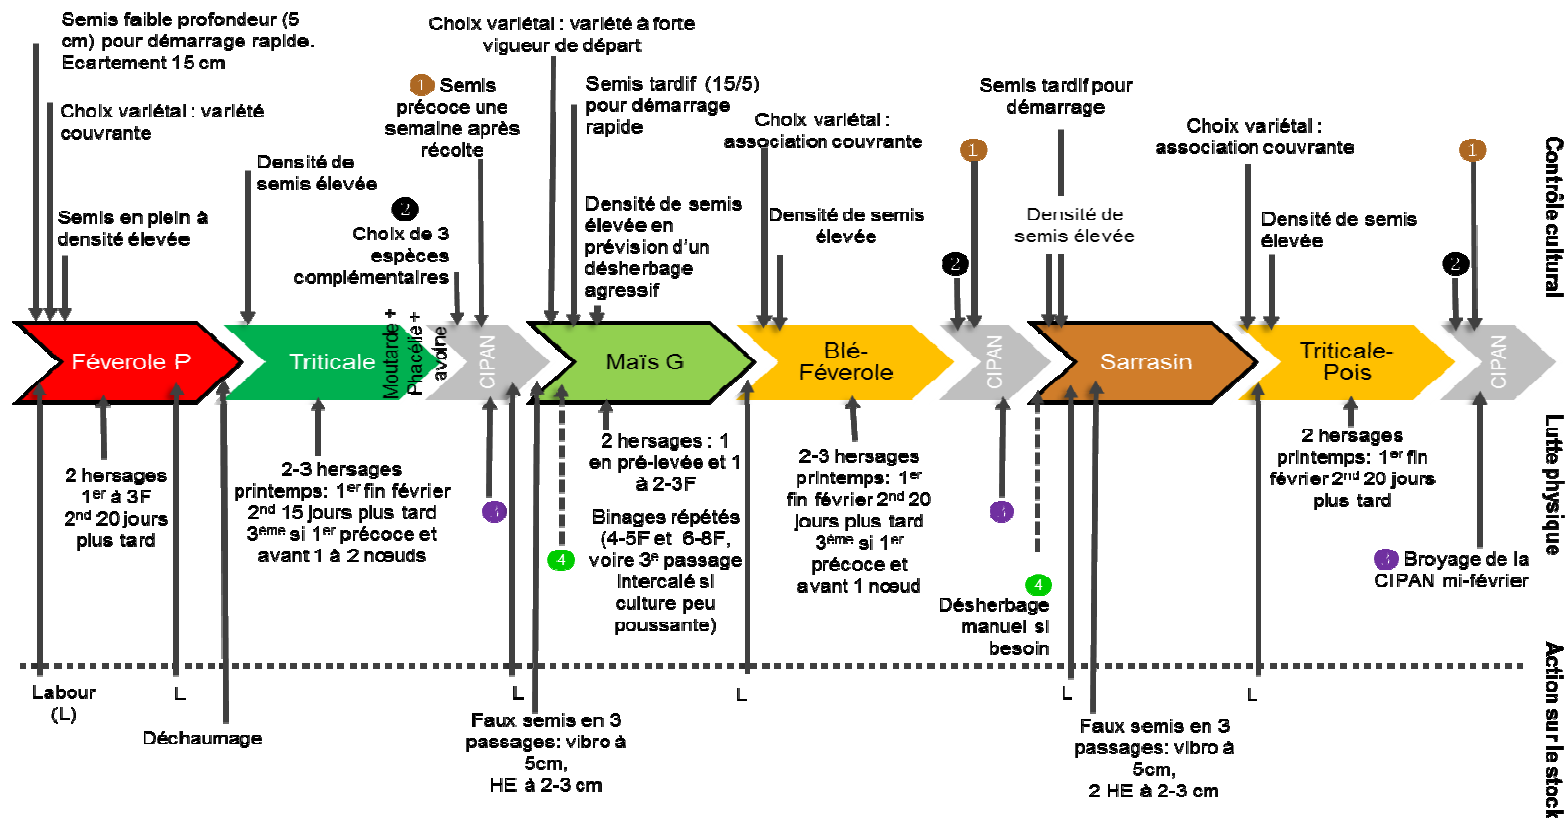 Semis faible profondeur (5
cm) pour démarrage rapide.
Ecartement 15 cm
Choix variétal : variété
couvrante
Semis en plein à
densité élevée
Densité de
semis élevée
2
Choix de 3
espèces
complémentaires
1 Semis
précoce une
semaine après
récolte
Choix variétal : variété à forte
vigueur de départ
Semis tardif (15/5)
pour démarrage
rapide
Densité de semis
élevée en
prévision d'un
désherbage
agressif
Choix variétal :
association couvrante
Densité de semis
élevée
2
1
Semis tardif pour
démarrage
Densité de
semis élevée
Choix variétal :
association couvrante
Densité de semis
élevée
2
1
Contrôle cultural
Féverole P
Triticale
Moutarde +
Phacélie +
avoine
CIPAN
Maïs G
Blé-
Féverole
CIPAN
Sarrasin
Triticale-
Pois
CIPAN
2 hersages
1er à 3F
2nd 20 jours
plus tard
2-3 hersages
printemps: 1er fin février
2nd 15 jours plus tard
3ème si 1er précoce et
avant 1 à 2 nœuds
3
4
2 hersages : 1
en pré-levée et 1
à 2-3F
Binages répétés
(4-5F et 6-8F,
voire 3e passage
intercalé si
culture peu
poussante)
2-3 hersages
printemps: 1er
fin février 2nd 20
jours plus tard
3ème si 1er
précoce et
avant 1 nœud
3
4
Désherbage
manuel si
besoin
2 hersages
printemps: 1er fin
février 2nd 20 jours
plus tard
3 Broyage de la
CIPAN mi-février
Lutte physique
Labour
(L)
L
Déchaumage
L
Faux semis en 3
passages: vibro à
5cm,
HE à 2-3 cm
L
L
Faux semis en 3
passages: vibro à
5cm,
2 HE à 2-3 cm
L
Action sur le stock